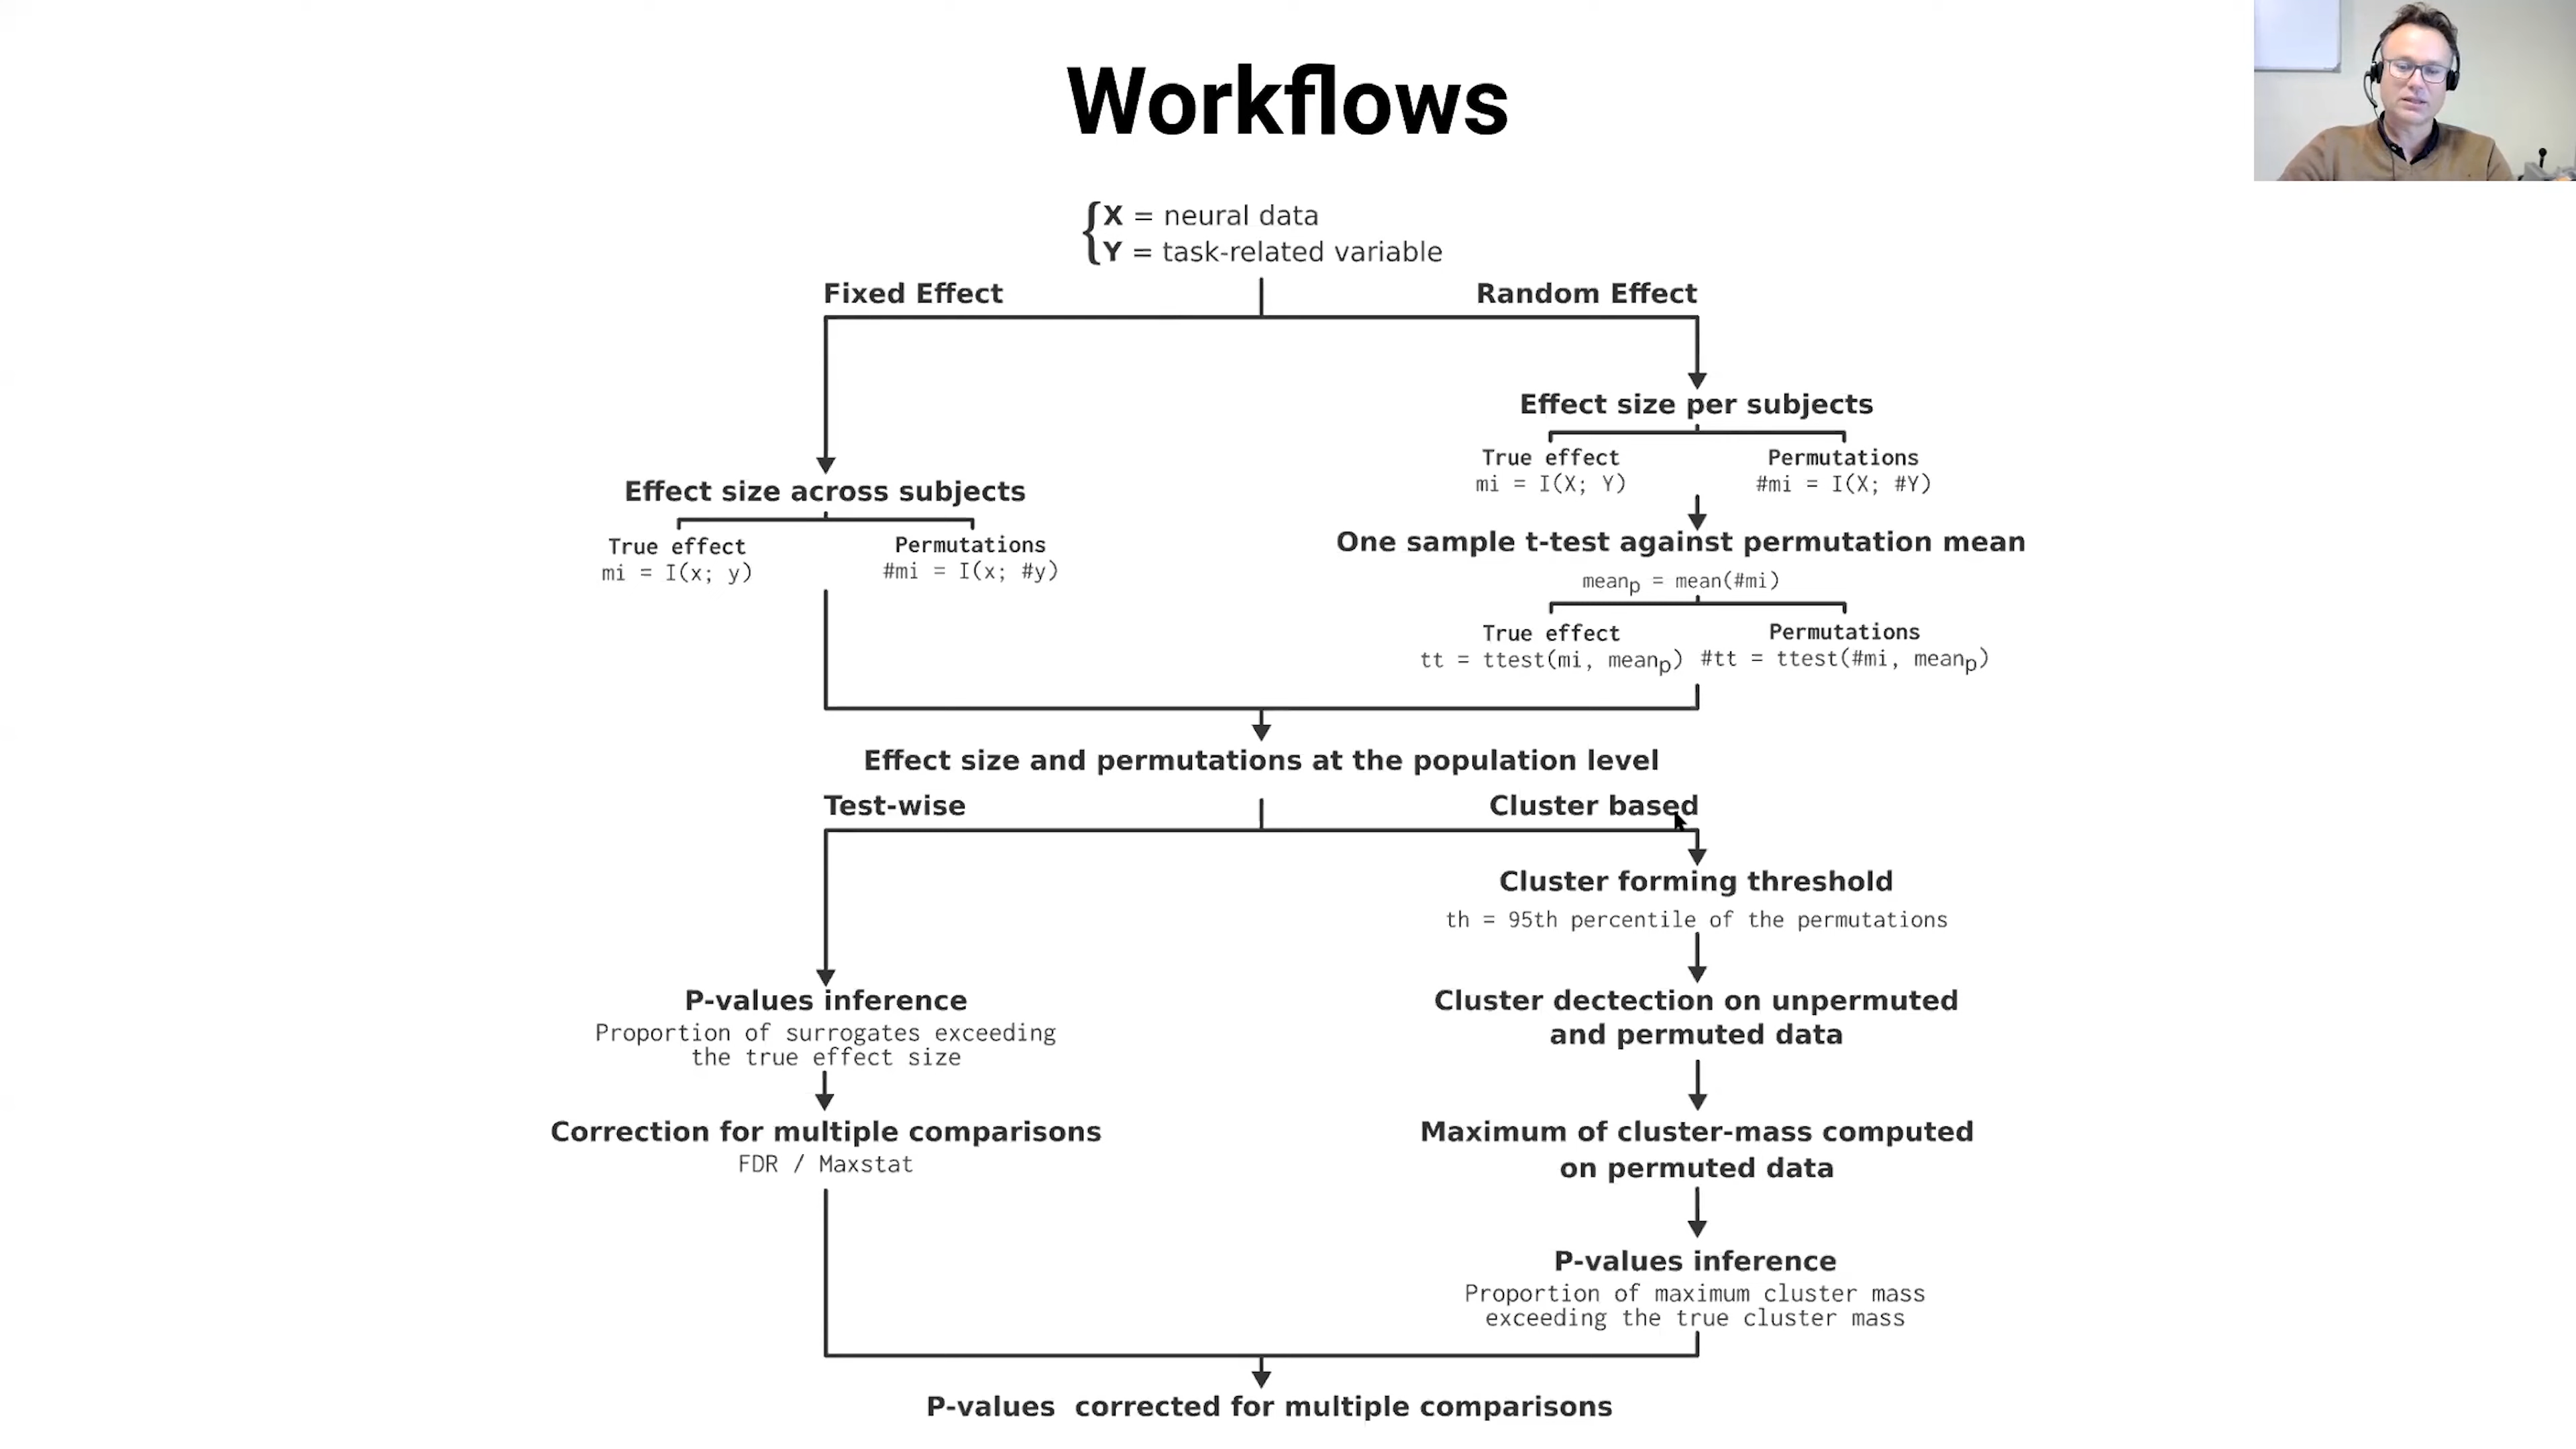 Workflows
X = neural data
Y = task-related variable
Fixed Effect
Random Effect
Effect size per subjects
True effect
mi = I(X; Y)
Permutations
#mi = I(X; #Y)
Effect size across subjects
True effect
mi = I(x; y)
Permutations
#mi = I(x; #y)
One sample t-test against permutation mean
meanp = mean(#mi)
True effect
tt = ttest(mi, meanp)
Permutations
#tt = ttest(#mi, meanp)
Effect size and permutations at the population level
Test-wise
Cluster based
Cluster forming threshold
th = 95th percentile of the permutations
P-values inference
Proportion of surrogates exceeding
the true effect size
Cluster dectection on unpermuted
and permuted data
Correction for multiple comparisons
FDR / Maxstat
Maximum of cluster-mass computed
on permuted data
P-values inference
Proportion of maximum cluster mass
exceeding the true cluster mass
P-values corrected for multiple comparisons